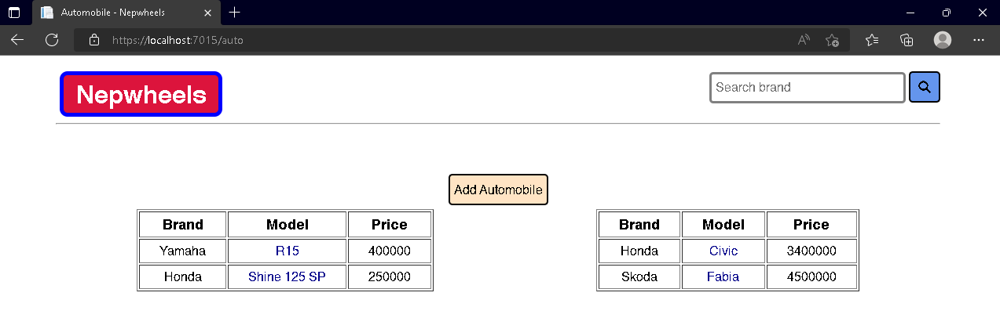 Automobile - Nepwheels
https://localhost:7015/auto
Nepwheels
Search brand
Add Automobile
Brand Model Price
Yamaha R15 400000
Honda Shine 125 SP 250000
Brand Model Price
Honda Civic 3400000
Skoda Fabia 4500000